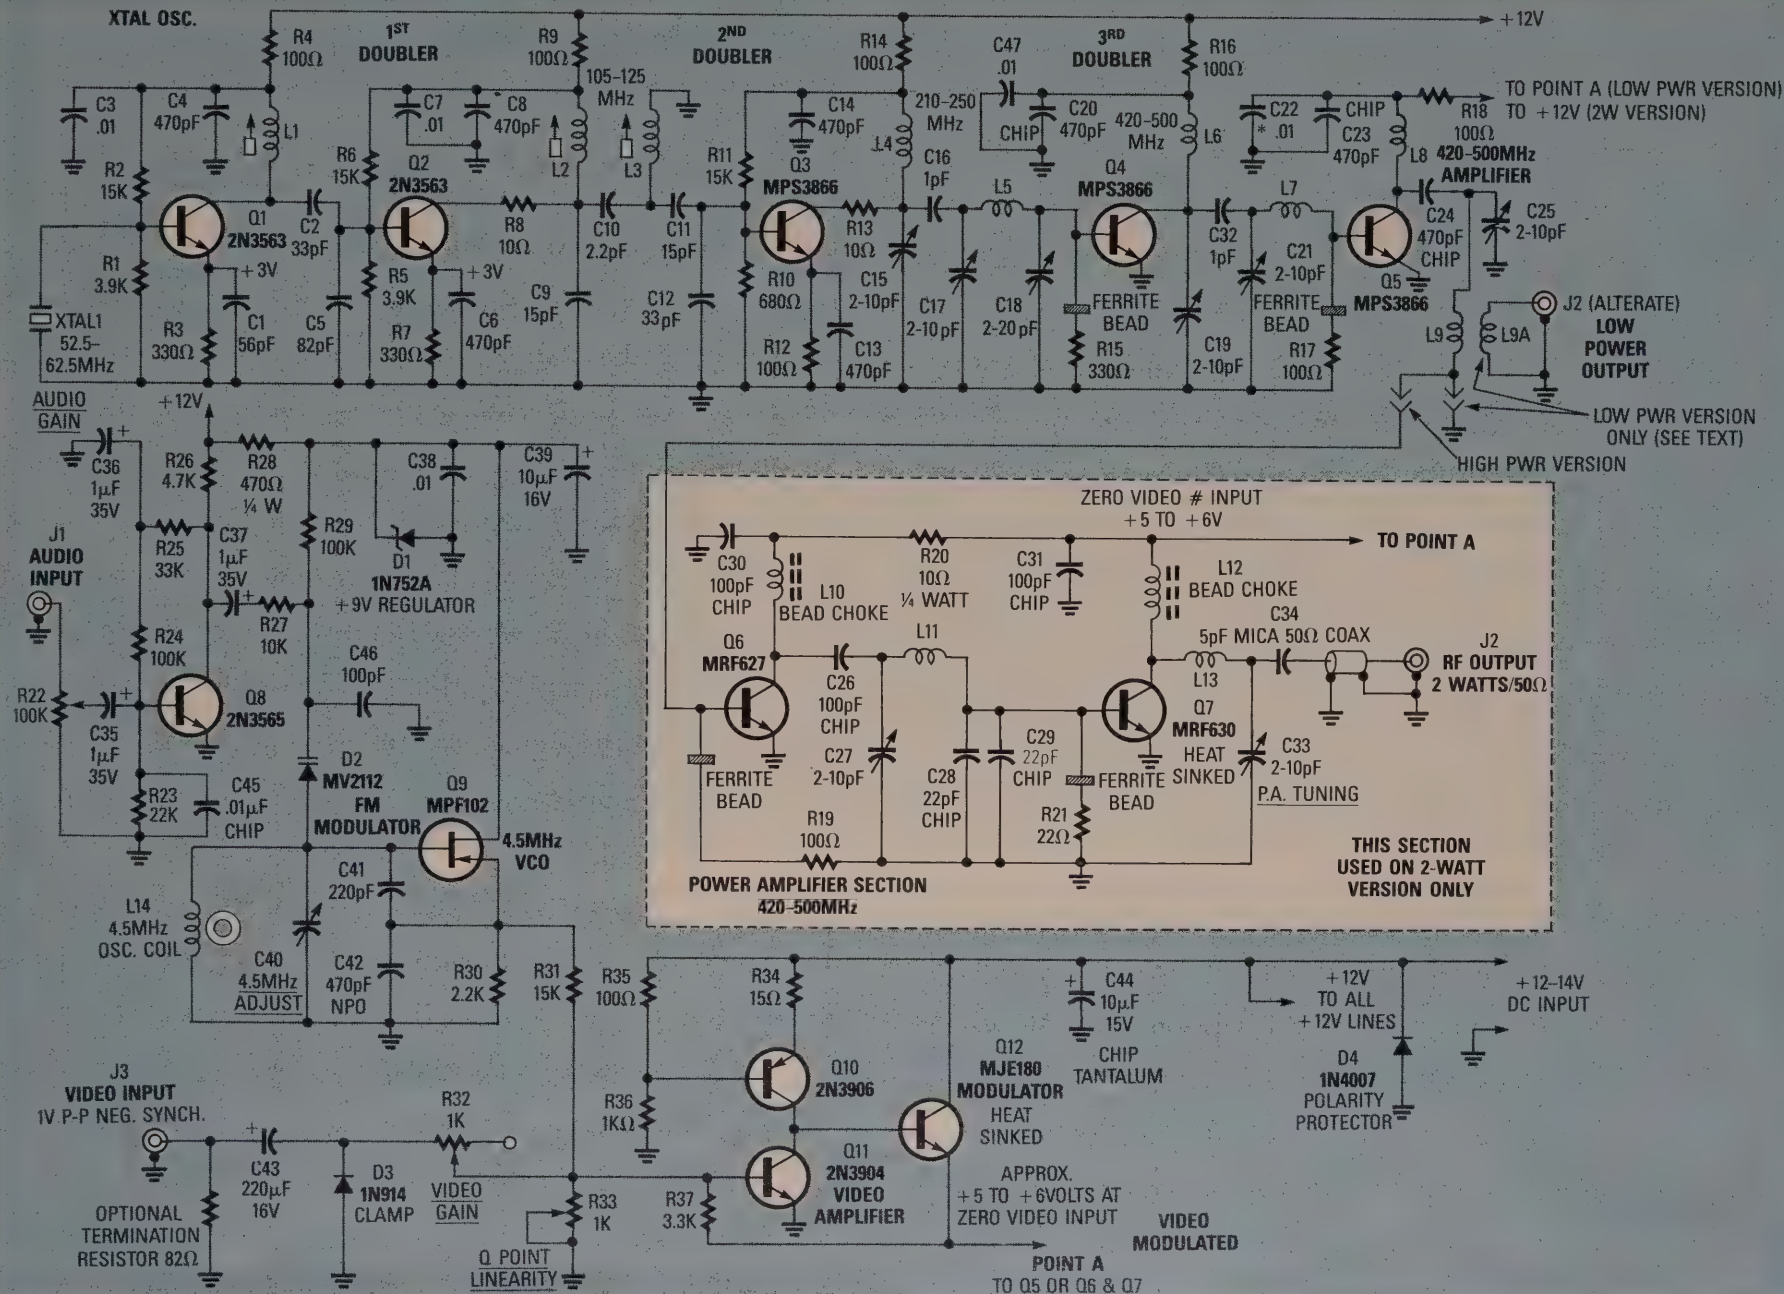 XTAL OSC.
R4
100Ω
1ST
DOUBLER
R9
100Ω
2ND
DOUBLER
R14
100Ω
C47
.01
3RD
DOUBLER
R16
100Ω
+12V
C3
.01
C4
470pF
L1
C7
.01
C8
470pF
105-125
MHz
L2
L3
C14
470pF
210-250
MHz
L4
CHIP
C20
470pF
420-500
MHz
L6
C22
* .01
CHIP
C23
470pF
L8
R18
100Ω
TO POINT A (LOW PWR VERSION)
TO +12V (2W VERSION)
420-500MHz
AMPLIFIER
R2
15K
Q1
2N3563
C2
33pF
R6
15K
Q2
2N3563
R8
10Ω
C10
2.2pF
C11
15pF
R11
15K
Q3
MPS3866
R13
10Ω
C16
1pF
L5
Q4
MPS3866
C32
1pF
L7
Q5
MPS3866
C24
470pF
CHIP
C25
2-10pF
R1
3.9K
+3V
R5
3.9K
+3V
C9
15pF
C12
33pF
R10
680Ω
C15
2-10pF
C17
2-10pF
C18
2-20pF
FERRITE
BEAD
C21
2-10pF
FERRITE
BEAD
XTAL1
52.5-
62.5MHz
R3
330Ω
C1
56pF
C5
82pF
R7
330Ω
C6
470pF
R12
100Ω
C13
470pF
R15
330Ω
C19
2-10pF
R17
100Ω
L9
L9A
J2 (ALTERATE)
LOW
POWER
OUTPUT
LOW PWR VERSION
ONLY (SEE TEXT)
HIGH PWR VERSION
AUDIO
GAIN
+12V
C36
1µF
35V
+
R26
4.7K
R28
470Ω
¼ W
C38
.01
C39
10µF
16V
+
J1
AUDIO
INPUT
R25
33K
C37
1µF
35V
+
R29
100K
D1
1N752A
+9V REGULATOR
R24
100K
R27
10K
R22
100K
C35
1µF
35V
+
Q8
2N3565
C46
100pF
D2
MV2112
FM
MODULATOR
Q9
MPF102
4.5MHz
VCO
R23
22K
C45
.01µF
CHIP
L14
4.5MHz
OSC. COIL
C40
4.5MHz
ADJUST
C41
220pF
C42
470pF
NPO
R30
2.2K
R31
15K
ZERO VIDEO # INPUT
+5 TO +6V
C30
100pF
CHIP
L10
BEAD CHOKE
R20
10Ω
¼ WATT
C31
100pF
CHIP
L12
BEAD CHOKE
TO POINT A
Q6
MRF627
C26
100pF
CHIP
L11
C34
5pF MICA
50Ω COAX
J2
RF OUTPUT
2 WATTS/50Ω
L13
Q7
MRF630
HEAT
SINKED
FERRITE
BEAD
C27
2-10pF
C28
22pF
CHIP
C29
22pF
CHIP
FERRITE
BEAD
C33
2-10pF
P.A. TUNING
R19
100Ω
R21
22Ω
POWER AMPLIFIER SECTION
420-500MHz
THIS SECTION
USED ON 2-WATT
VERSION ONLY
R35
100Ω
R34
15Ω
C44
10µF
15V
+
CHIP
TANTALUM
+12V
TO ALL
+12V LINES
+12-14V
DC INPUT
D4
1N4007
POLARITY
PROTECTOR
Q10
2N3906
Q12
MJE180
MODULATOR
HEAT
SINKED
R36
1KΩ
J3
VIDEO INPUT
1V P-P NEG. SYNCH.
C43
220µF
16V
+
R32
1K
D3
1N914
CLAMP
VIDEO
GAIN
OPTIONAL
TERMINATION
RESISTOR 82Ω
R33
1K
Q POINT
LINEARITY
R37
3.3K
Q11
2N3904
VIDEO
AMPLIFIER
APPROX.
+5 TO +6VOLTS AT
ZERO VIDEO INPUT
VIDEO
MODULATED
POINT A
TO Q5 OR Q6 & Q7